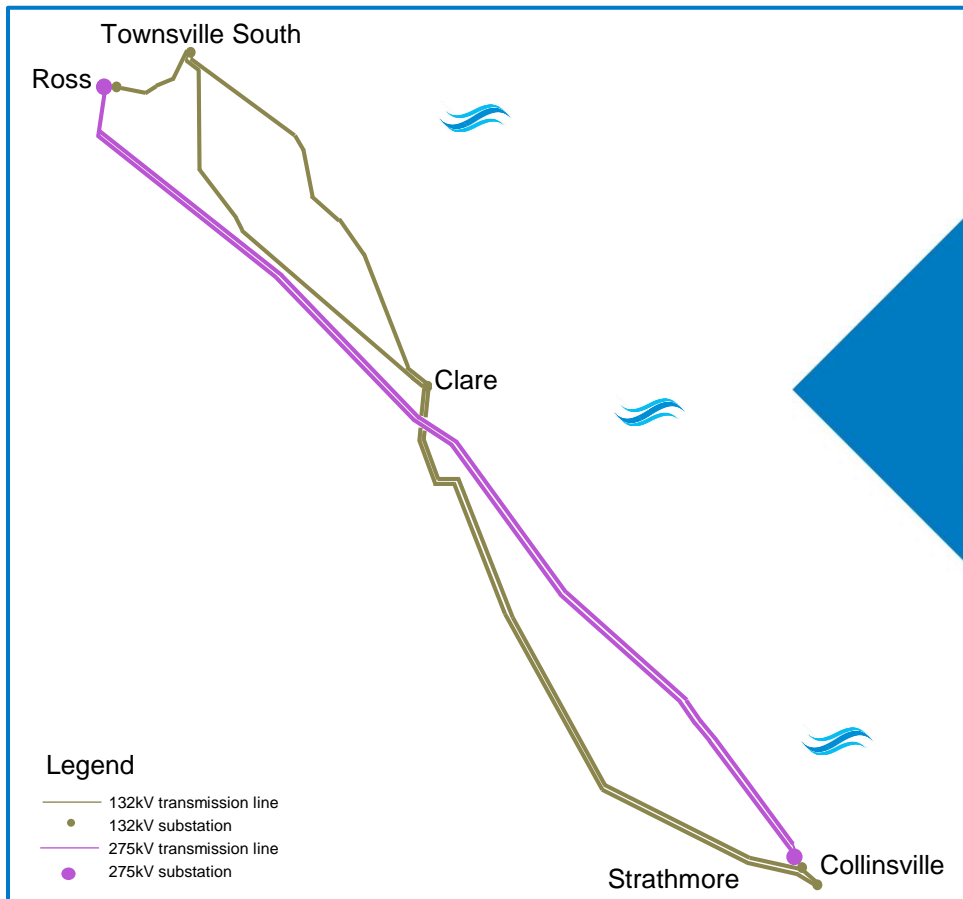 Townsville South
Ross
Clare
Legend
132kV transmission line
132kV substation
275kV transmission line
275kV substation
Strathmore
Collinsville